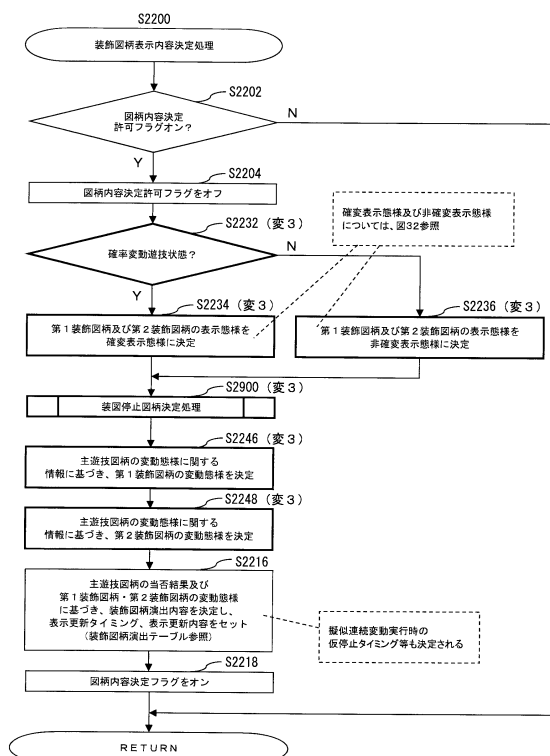 S2200
装飾図柄表示内容決定処理
S2202
図柄内容決定
許可フラグオン？
N
Y
S2204
図柄内容決定許可フラグをオフ
確変表示態様及び非確変表示態様
については、図32参照
S2232（変３）
確率変動遊技状態？
N
Y
S2234（変３）
第１装飾図柄及び第２装飾図柄の表示態様を
確変表示態様に決定
S2236（変３）
第１装飾図柄及び第２装飾図柄の表示態様を
非確変表示態様に決定
S2900（変３）
装図停止図柄決定処理
S2246（変３）
主遊技図柄の変動態様に関する
情報に基づき、第１装飾図柄の変動態様を決定
S2248（変３）
主遊技図柄の変動態様に関する
情報に基づき、第２装飾図柄の変動態様を決定
S2216
主遊技図柄の当否結果及び
第１装飾図柄・第２装飾図柄の変動態様
に基づき、装飾図柄演出内容を決定し、
表示更新タイミング、表示更新内容をセット
（装飾図柄演出テーブル参照）
擬似連続変動実行時の
仮停止タイミング等も決定される
S2218
図柄内容決定フラグをオン
ＲＥＴＵＲＮ